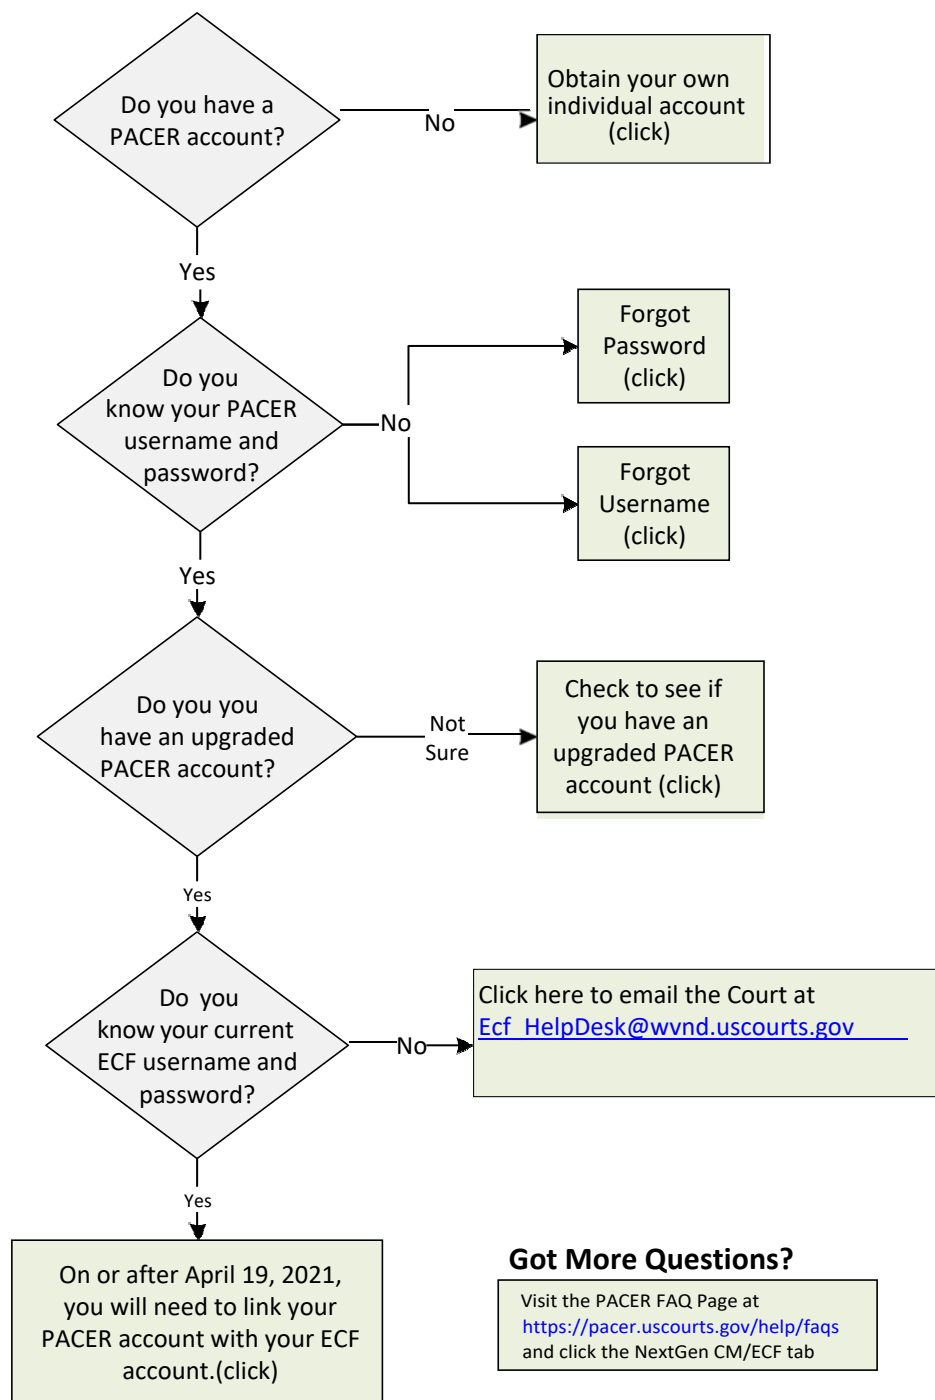 Do you have a
PACER account?
No
Obtain your own
individual account
(click)
Yes
Do you
know your PACER
username and
password?
No
Forgot
Password
(click)
Forgot
Username
(click)
Yes
Do you you
have an upgraded
PACER account?
Not
Sure
Check to see if
you have an
upgraded PACER
account (click)
Yes
Do you
know your current
ECF username and
password?
No
Click here to email the Court at
Ecf_HelpDesk@wvnd.uscourts.gov
Yes
On or after April 19, 2021,
you will need to link your
PACER account with your ECF
account.(click)
Got More Questions?
Visit the PACER FAQ Page at
https://pacer.uscourts.gov/help/faqs
and click the NextGen CM/ECF tab